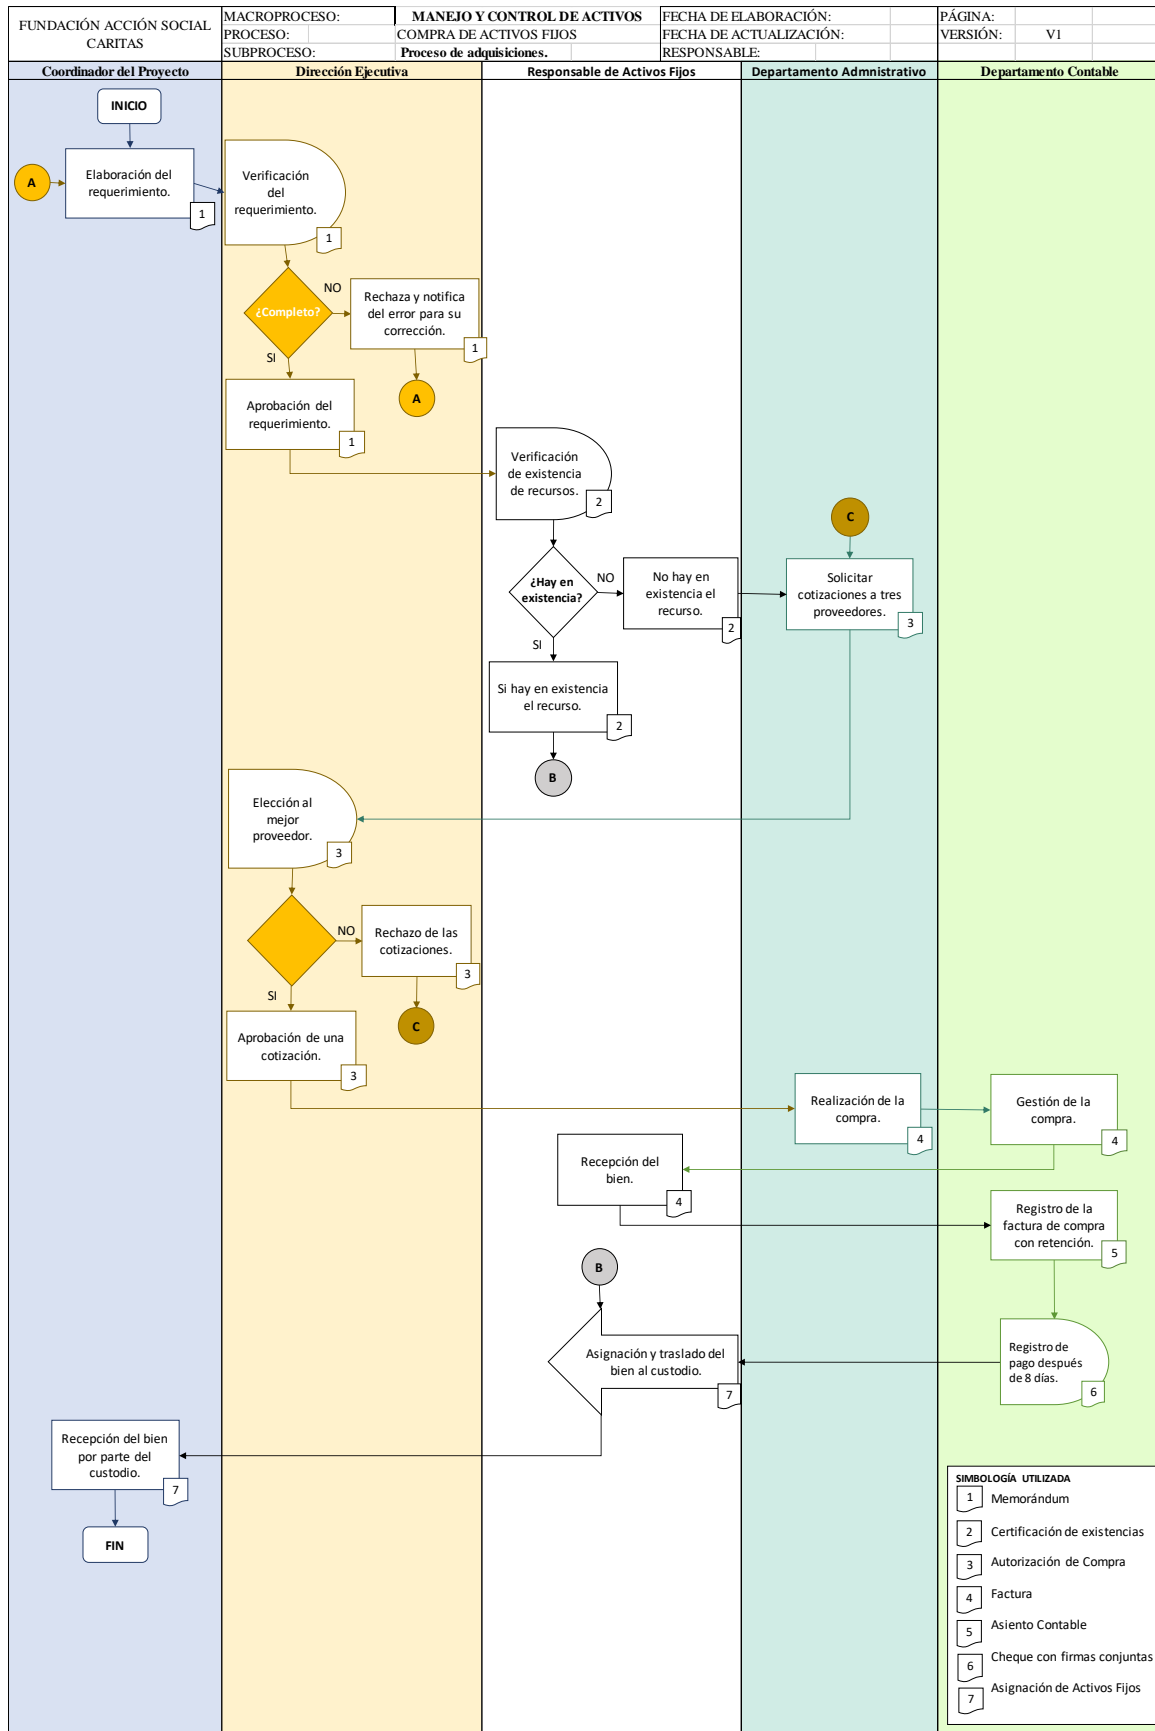 FUNDACIÓN ACCIÓN SOCIAL
CARITAS
MACROPROCESO:
MANEJO Y CONTROL DE ACTIVOS
FECHA DE ELABORACIÓN:
PÁGINA:
PROCESO:
COMPRA DE ACTIVOS FIJOS
FECHA DE ACTUALIZACIÓN:
VERSIÓN:
V1
SUBPROCESO:
Proceso de adquisiciones.
RESPONSABLE:
Coordinador del Proyecto
Dirección Ejecutiva
Responsable de Activos Fijos
Departamento Admnistrativo
Departamento Contable
INICIO
A
Elaboración del
requerimiento.
1
Verificación
del
requerimiento.
1
¿Completo?
NO
Rechaza y notifica
del error para su
corrección.
1
A
SI
Aprobación del
requerimiento.
1
Verificación
de existencia
de recursos.
2
¿Hay en
existencia?
NO
No hay en
existencia el
recurso.
2
C
Solicitar
cotizaciones a tres
proveedores.
3
SI
Si hay en existencia
el recurso.
2
B
Elección al
mejor
proveedor.
3
NO
Rechazo de las
cotizaciones.
3
C
SI
Aprobación de una
cotización.
3
Realización de la
compra.
4
Gestión de la
compra.
4
Recepción del
bien.
4
Registro de la
factura de compra
con retención.
5
B
Registro de
pago después
de 8 días.
6
Asignación y traslado del
bien al custodio.
7
Recepción del bien
por parte del
custodio.
7
FIN
SIMBOLOGÍA UTILIZADA
1 Memorándum
2 Certificación de existencias
3 Autorización de Compra
4 Factura
5 Asiento Contable
6 Cheque con firmas conjuntas
7 Asignación de Activos Fijos